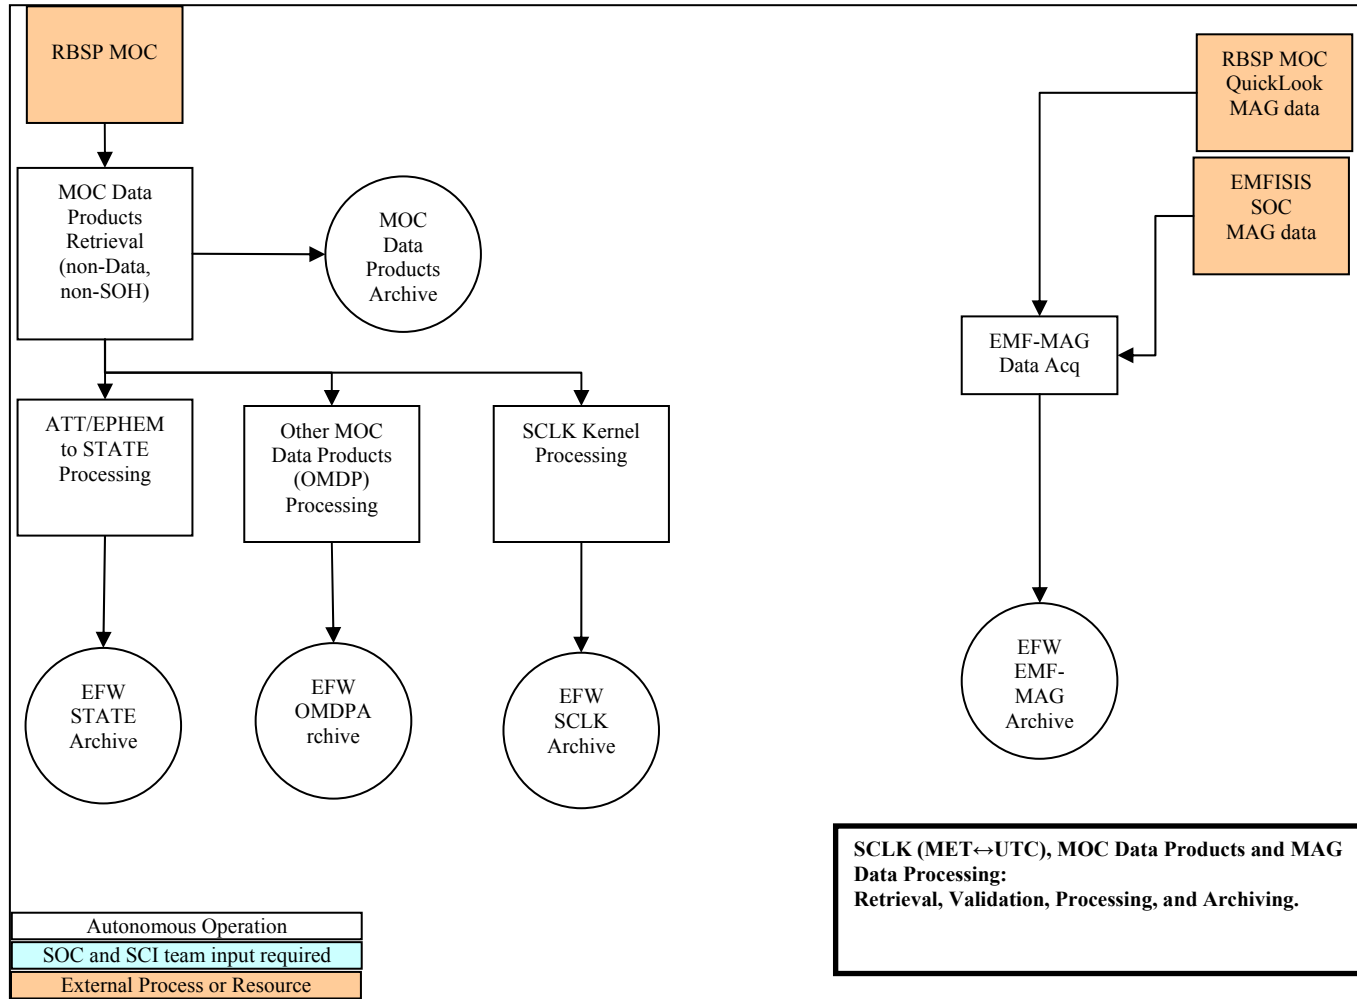 RBSP MOC
RBSP MOC
QuickLook
MAG data
EMFISIS
SOC
MAG data
MOC Data
Products
Retrieval
(non-Data,
non-SOH)
MOC
Data
Products
Archive
EMF-MAG
Data Acq
ATT/EPHEM
to STATE
Processing
Other MOC
Data Products
(OMDP)
Processing
SCLK Kernel
Processing
EFW
STATE
Archive
EFW
OMDPA
rchive
EFW
SCLK
Archive
EFW
EMF-
MAG
Archive
SCLK (MET↔UTC), MOC Data Products and MAG
Data Processing:
Retrieval, Validation, Processing, and Archiving.
Autonomous Operation
SOC and SCI team input required
External Process or Resource